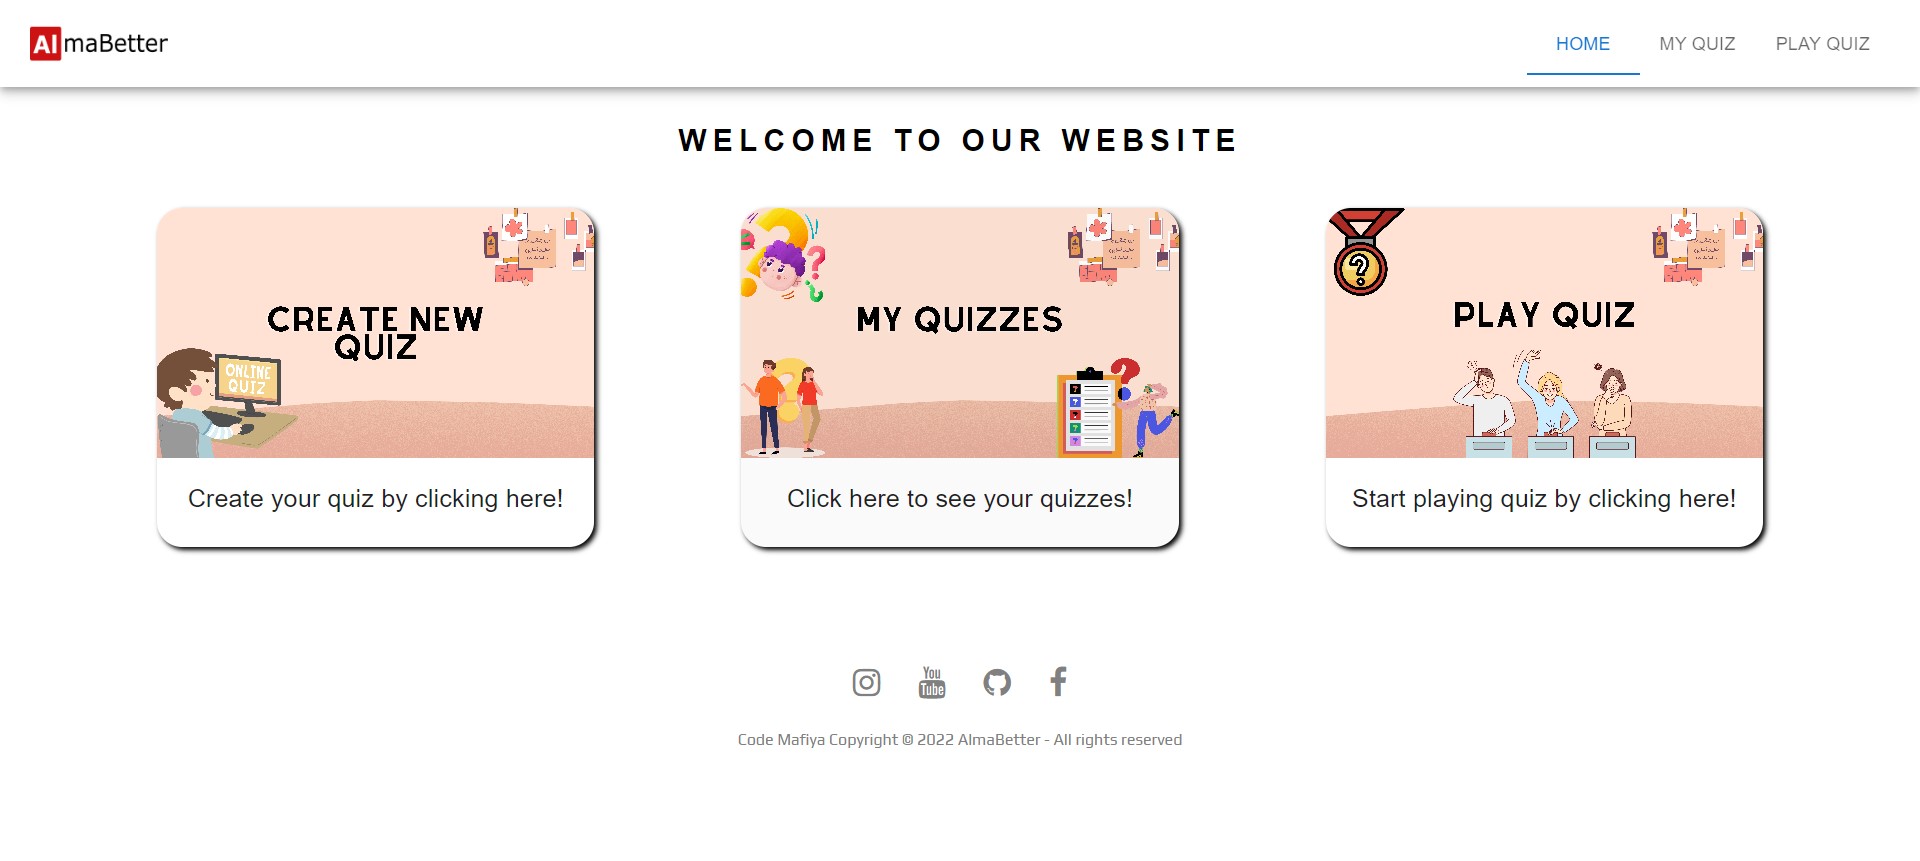 AlmaBetter
HOME MY QUIZ PLAY QUIZ
WELCOME TO OUR WEBSITE
CREATE NEW
QUIZ
ONLINE
QUIZ
Create your quiz by clicking here!
MY QUIZZES
Click here to see your quizzes!
PLAY QUIZ
Start playing quiz by clicking here!
You
Tube
Code Mafiya Copyright © 2022 AlmaBetter - All rights reserved